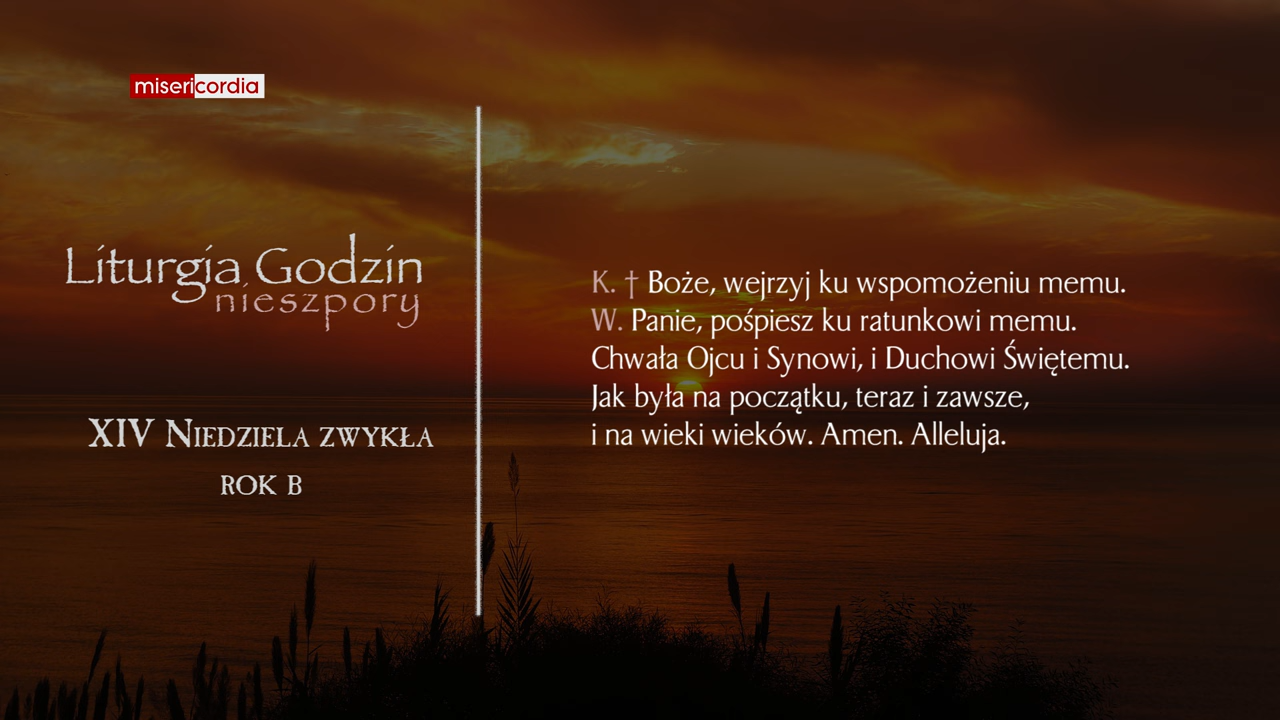 misericordia
Liturgia Godzin
nieszpory
XIV Niedziela zwykła
rok B
K. † Boże, wejrzyj ku wspomożeniu memu.
W. Panie, pośpiesz ku ratunkowi memu.
Chwała Ojcu i Synowi, i Duchowi Świętemu.
Jak była na początku, teraz i zawsze,
i na wieki wieków. Amen. Alleluja.